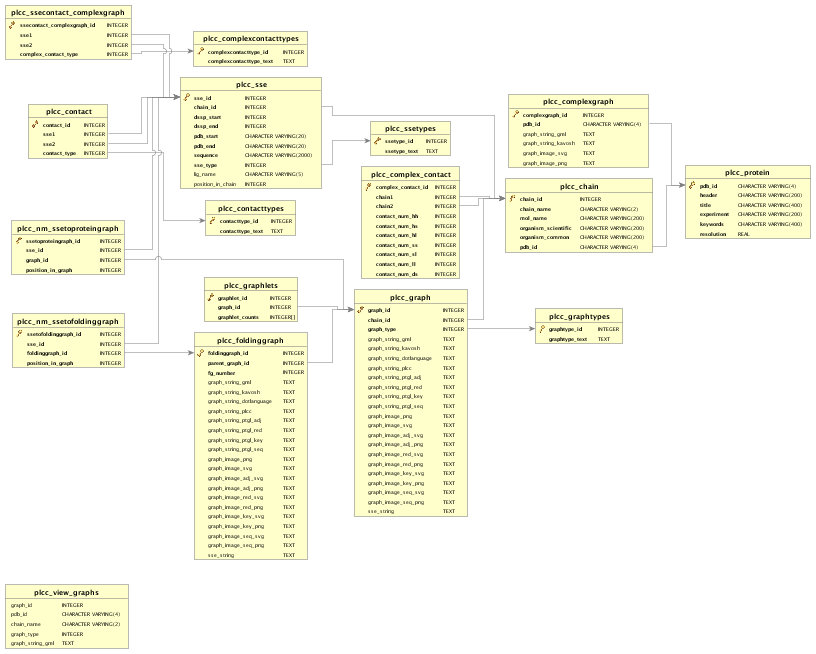 plcc_ssecontact_complexgraph
ssecontact_complexgraph_id INTEGER
sse1 INTEGER
sse2 INTEGER
complex_contact_type INTEGER
plcc_complexcontacttypes
complexcontacttype_id INTEGER
complexcontacttype_text TEXT
plcc_sse
sse_id INTEGER
chain_id INTEGER
dssp_start INTEGER
dssp_end INTEGER
pdb_start CHARACTER VARYING(20)
pdb_end CHARACTER VARYING(20)
sequence CHARACTER VARYING(2000)
sse_type INTEGER
lig_name CHARACTER VARYING(5)
position_in_chain INTEGER
plcc_contact
contact_id INTEGER
sse1 INTEGER
sse2 INTEGER
contact_type INTEGER
plcc_ssetypes
ssetype_id INTEGER
ssetype_text TEXT
plcc_complexgraph
complexgraph_id INTEGER
pdb_id CHARACTER VARYING(4)
graph_string_gml TEXT
graph_string_kavosh TEXT
graph_image_svg TEXT
graph_image_png TEXT
plcc_protein
pdb_id CHARACTER VARYING(4)
header CHARACTER VARYING(200)
title CHARACTER VARYING(400)
experiment CHARACTER VARYING(200)
keywords CHARACTER VARYING(400)
resolution REAL
plcc_complex_contact
complex_contact_id INTEGER
chain1 INTEGER
chain2 INTEGER
contact_num_hh INTEGER
contact_num_hs INTEGER
contact_num_hl INTEGER
contact_num_ss INTEGER
contact_num_sl INTEGER
contact_num_ll INTEGER
contact_num_ds INTEGER
plcc_chain
chain_id INTEGER
chain_name CHARACTER VARYING(2)
mol_name CHARACTER VARYING(200)
organism_scientific CHARACTER VARYING(200)
organism_common CHARACTER VARYING(200)
pdb_id CHARACTER VARYING(4)
plcc_contacttypes
contacttype_id INTEGER
contacttype_text TEXT
plcc_nm_ssetoproteingraph
ssetoproteingraph_id INTEGER
sse_id INTEGER
graph_id INTEGER
position_in_graph INTEGER
plcc_graphlets
graphlet_id INTEGER
graph_id INTEGER
graphlet_counts INTEGER[]
plcc_graph
graph_id INTEGER
chain_id INTEGER
graph_type INTEGER
graph_string_gml TEXT
graph_string_kavosh TEXT
graph_string_dotlanguage TEXT
graph_string_plcc TEXT
graph_string_ptgl_adj TEXT
graph_string_ptgl_red TEXT
graph_string_ptgl_key TEXT
graph_string_ptgl_seq TEXT
graph_image_png TEXT
graph_image_svg TEXT
graph_image_adj_svg TEXT
graph_image_adj_png TEXT
graph_image_red_svg TEXT
graph_image_red_png TEXT
graph_image_key_svg TEXT
graph_image_key_png TEXT
graph_image_seq_svg TEXT
graph_image_seq_png TEXT
sse_string TEXT
plcc_graphtypes
graphtype_id INTEGER
graphtype_text TEXT
plcc_nm_ssetofoldinggraph
ssetofoldinggraph_id INTEGER
sse_id INTEGER
foldinggraph_id INTEGER
position_in_graph INTEGER
plcc_foldinggraph
foldinggraph_id INTEGER
parent_graph_id INTEGER
fg_number INTEGER
graph_string_gml TEXT
graph_string_kavosh TEXT
graph_string_dotlanguage TEXT
graph_string_plcc TEXT
graph_string_ptgl_adj TEXT
graph_string_ptgl_red TEXT
graph_string_ptgl_key TEXT
graph_string_ptgl_seq TEXT
graph_image_png TEXT
graph_image_svg TEXT
graph_image_adj_svg TEXT
graph_image_adj_png TEXT
graph_image_red_svg TEXT
graph_image_red_png TEXT
graph_image_key_svg TEXT
graph_image_key_png TEXT
graph_image_seq_svg TEXT
graph_image_seq_png TEXT
sse_string TEXT
plcc_view_graphs
graph_id INTEGER
pdb_id CHARACTER VARYING(4)
chain_name CHARACTER VARYING(2)
graph_type INTEGER
graph_string_gml TEXT